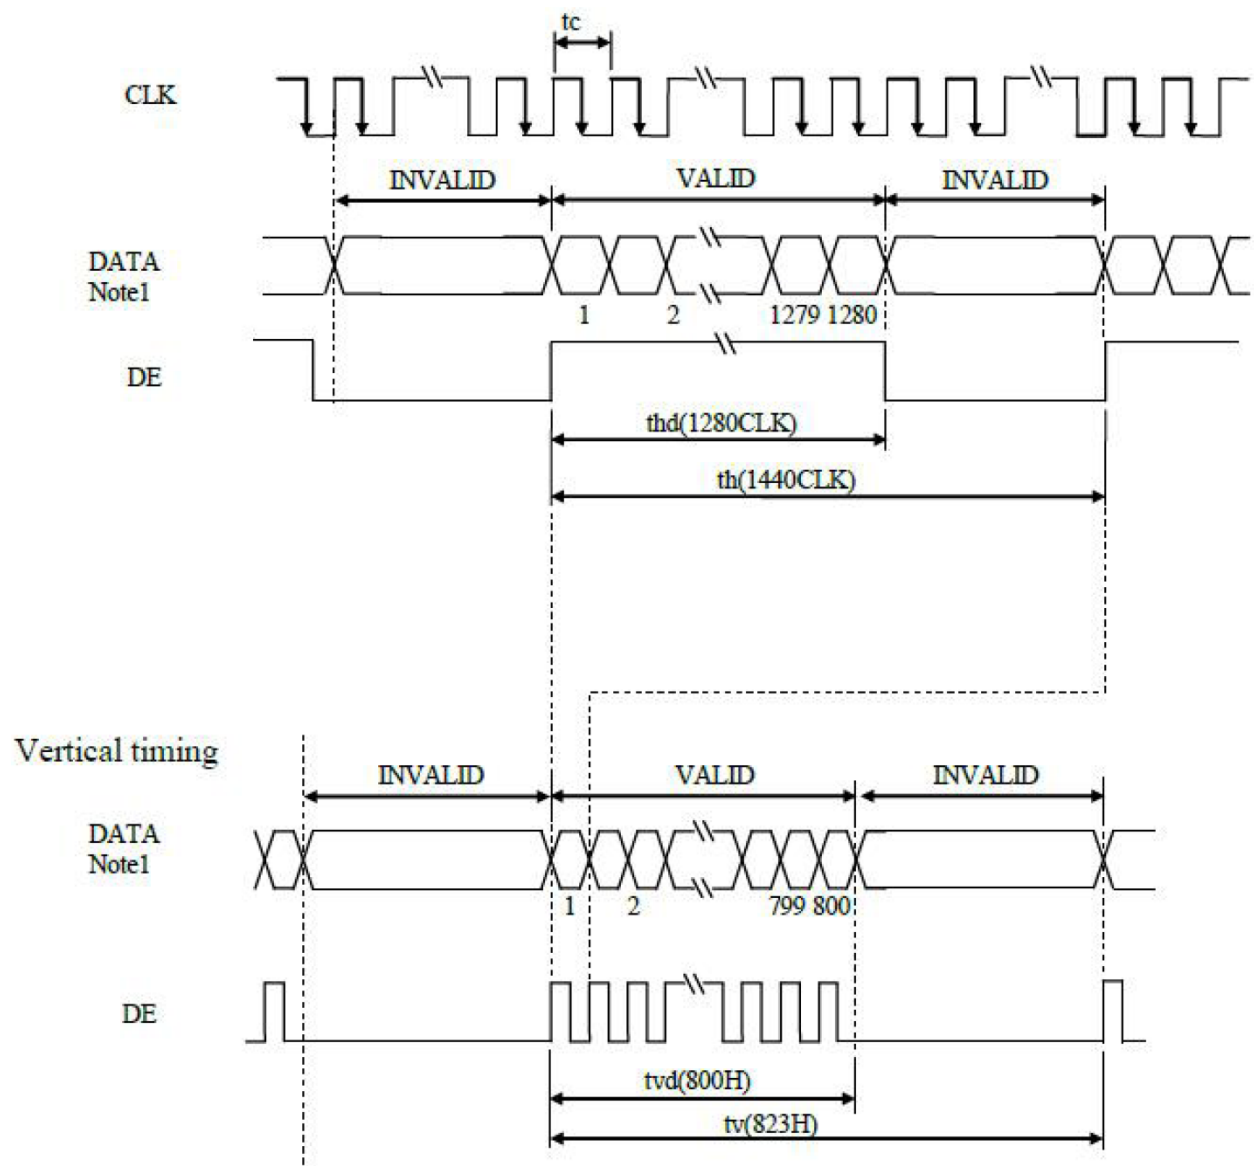 tc
CLK
INVALID VALID INVALID
DATA
Note1
1 2 1279 1280
DE
thd(1280CLK)
th(1440CLK)
Vertical timing
INVALID VALID INVALID
DATA
Note1
1 2 799 800
DE
tvd(800H)
tv(823H)